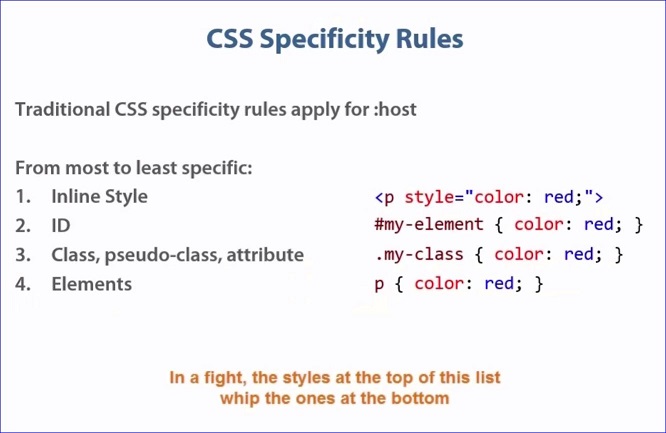 CSS Specificity Rules
Traditional CSS specificity rules apply for :host
From most to least specific:
1. Inline Style <p style="color: red;">
2. ID #my-element { color: red; }
3. Class, pseudo-class, attribute .my-class { color: red; }
4. Elements p { color: red; }
In a fight, the styles at the top of this list
whip the ones at the bottom